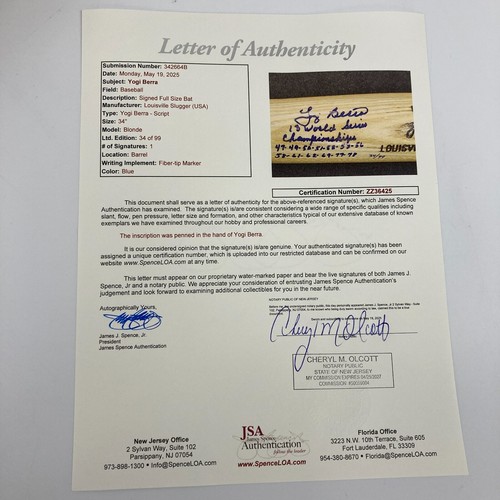 Letter of Authenticity
Submission Number: 342664B
Date: Monday, May 19, 2025
Subject: Yogi Berra
Field: Baseball
Description: Signed Full Size Bat
Manufacturer: Louisville Slugger (USA)
Type: Yogi Berra - Script
Size: 34"
Model: Blonde
Ltd. Edition: 34 of 99
# Signatures: 1
Location: Barrel
Writing Implement: Fiber-tip Marker
Color: Blue
Yogi Berra
13 World Series
Championships
47-49-50-51-52-53-56
58-61-62-69-77-78
34/99
LOUISV
Certification Number: ZZ36425
This document shall serve as a letter of authenticity for the above-referenced signature(s), which James Spence
Authentication has examined. The signature(s) is/are consistent considering a wide range of specific qualities including
slant, flow, pen pressure, letter size and formation, and other characteristics typical of our extensive database of known
exemplars we have examined throughout our hobby and professional careers.
The inscription was penned in the hand of Yogi Berra.
It is our considered opinion that the signature(s) is/are genuine. Your authenticated signature(s) has been
assigned a unique certification number, which is uploaded into our restricted database and can be confirmed on our
website www.SpenceLOA.com at any time.
This letter must appear on our proprietary water-marked paper and bear the live signatures of both James J.
Spence, Jr and a notary public. We appreciate your consideration of entrusting James Spence Authentication's
judgement and look forward to examining additional collectibles for you in the near future.
Autographically Yours,
James J. Spence, Jr.
President
James Spence Authentication
NOTARY PUBLIC OF NEW JERSEY
Cheryl M Olcott
CHERYL M. OLCOTT
NOTARY PUBLIC
STATE OF NEW JERSEY
New Jersey Office
2 Sylvan Way, Suite 102
Parsippany, NJ 07054
973-898-1300 • Info@SpenceLOA.com
JSA
James Spence
Authentication
follow the leader
www.SpenceLOA.com
Florida Office
3223 N.W. 10th Terrace, Suite 605
Fort Lauderdale, FL 33309
954-380-8670 • Florida@SpenceLOA.com